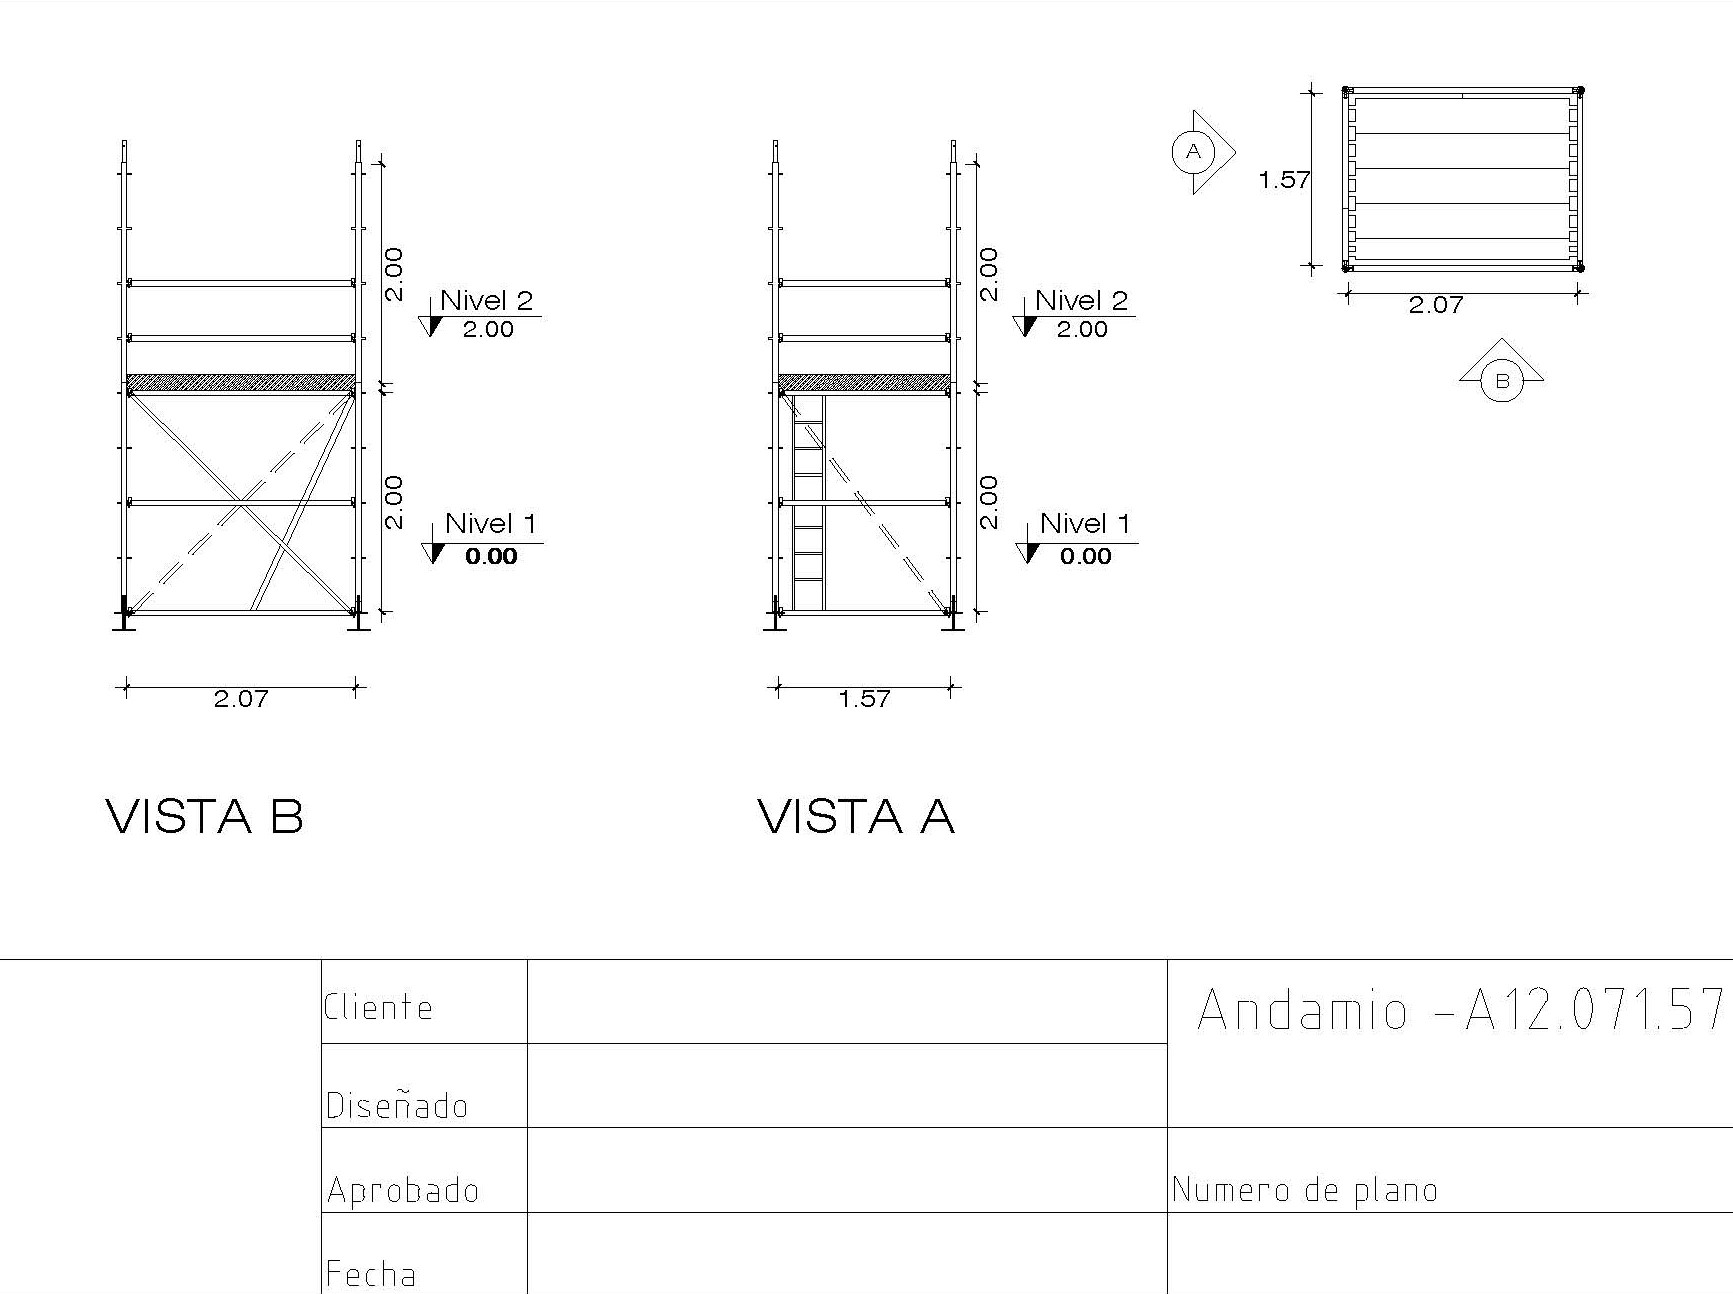 2.00
Nivel 2
2.00
2.00
Nivel 1
0.00
2.07
VISTA B
2.00
Nivel 2
2.00
2.00
Nivel 1
0.00
1.57
VISTA A
A
1.57
2.07
B
Cliente
Diseñado
Aprobado
Fecha
Andamio -A12.071.57
Numero de plano